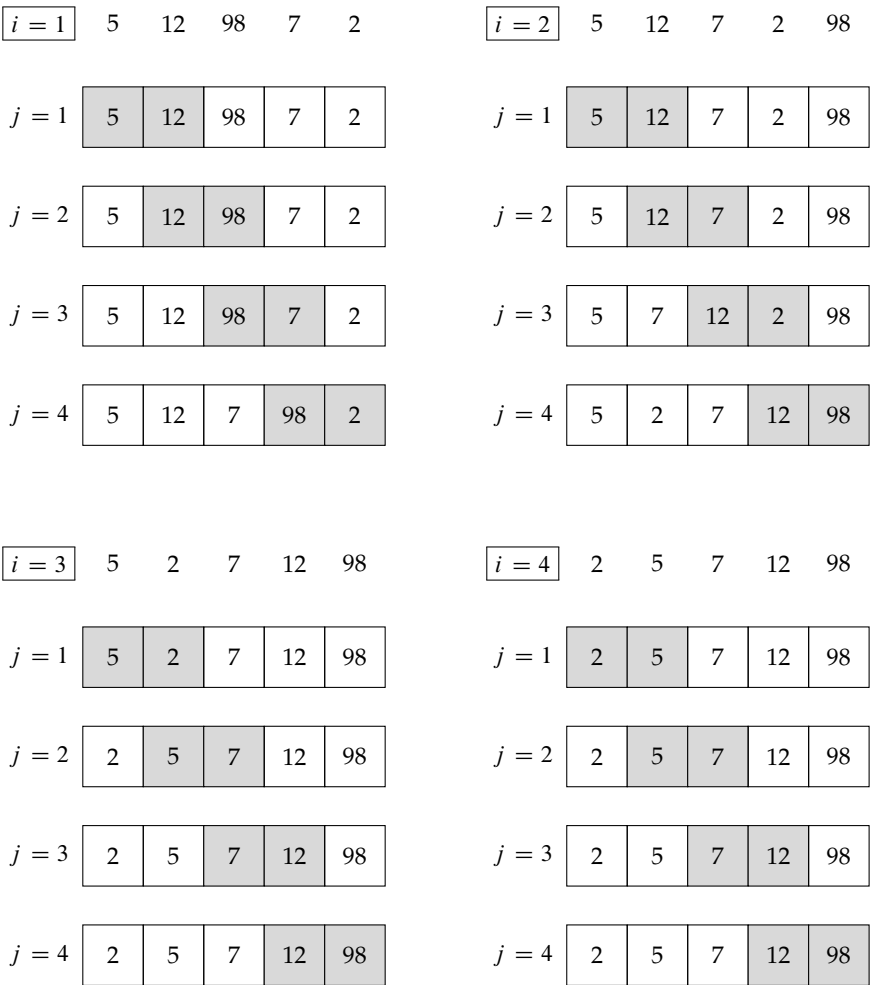 i = 1 5 12 98 7 2
j = 1 5 12 98 7 2
j = 2 5 12 98 7 2
j = 3 5 12 98 7 2
j = 4 5 12 7 98 2
i = 2 5 12 7 2 98
j = 1 5 12 7 2 98
j = 2 5 12 7 2 98
j = 3 5 7 12 2 98
j = 4 5 2 7 12 98
i = 3 5 2 7 12 98
j = 1 5 2 7 12 98
j = 2 2 5 7 12 98
j = 3 2 5 7 12 98
j = 4 2 5 7 12 98
i = 4 2 5 7 12 98
j = 1 2 5 7 12 98
j = 2 2 5 7 12 98
j = 3 2 5 7 12 98
j = 4 2 5 7 12 98